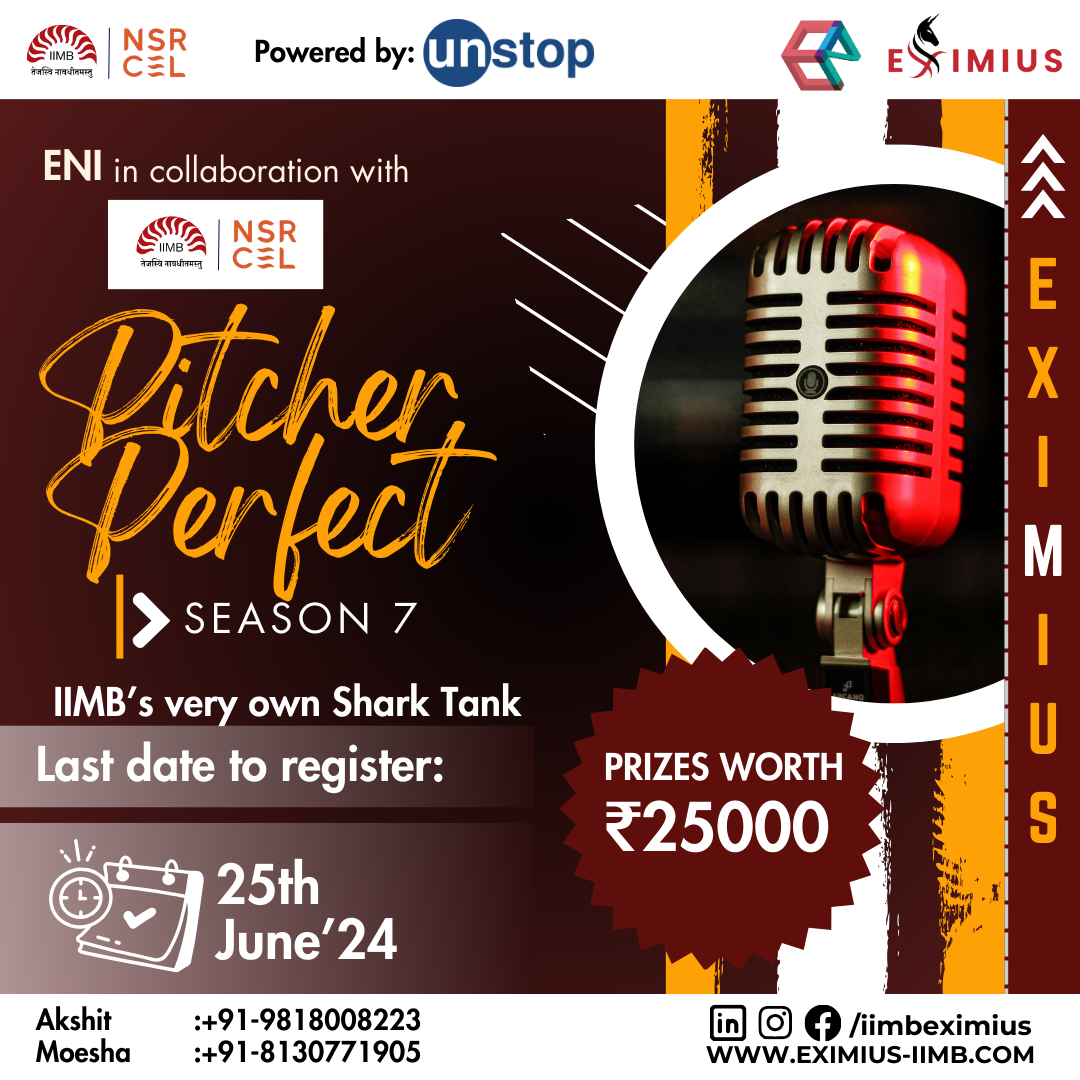 IIMB
तेजस्वि नावधीतमस्तु
NSR
CEL
Powered by: unstop
EXIMIUS
ENI in collaboration with
IIMB
तेजस्वि नावधीतमस्तु
NSR
CEL
Pitcher
Perfect
SEASON 7
IIMB’s very own Shark Tank
Last date to register:
25th
June’24
PRIZES WORTH
₹25000
EXIMIUS
Akshit :+91-9818008223
Moesha :+91-8130771905
/iimbeximius
WWW.EXIMIUS-IIMB.COM